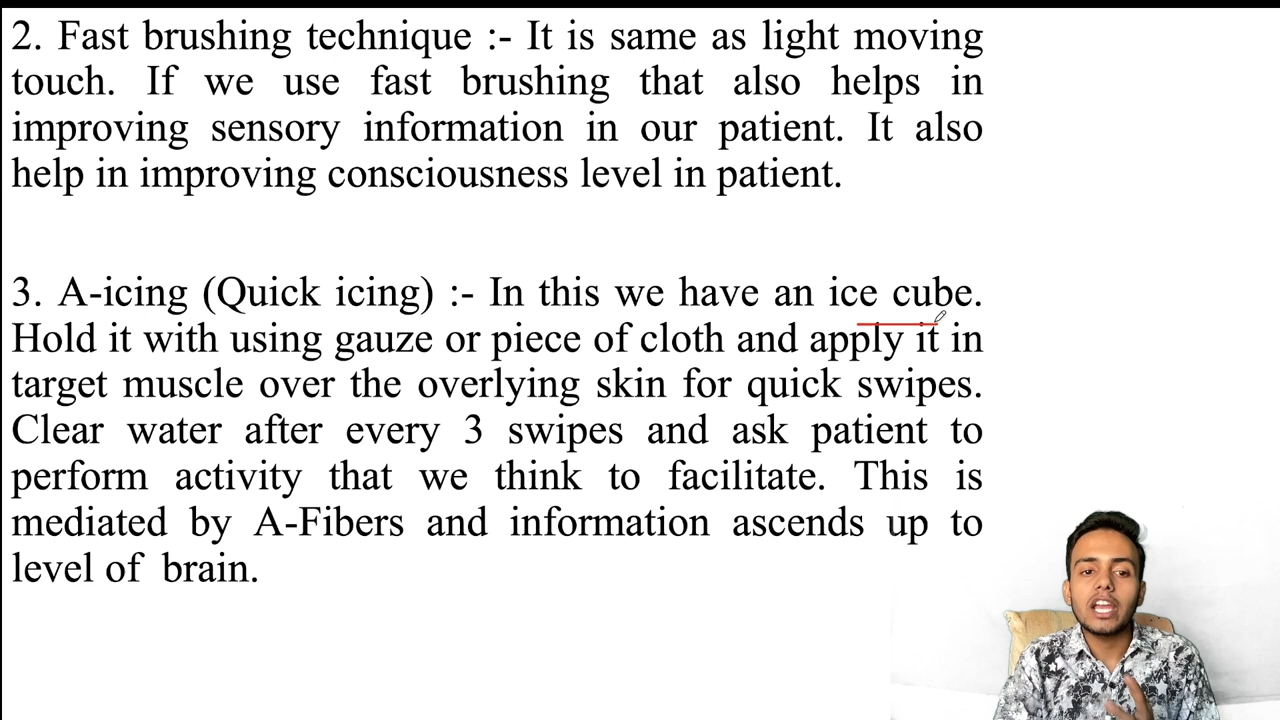 2. Fast brushing technique :- It is same as light moving
touch. If we use fast brushing that also helps in
improving sensory information in our patient. It also
help in improving consciousness level in patient.
3. A-icing (Quick icing) :- In this we have an ice cube.
Hold it with using gauze or piece of cloth and apply it in
target muscle over the overlying skin for quick swipes.
Clear water after every 3 swipes and ask patient to
perform activity that we think to facilitate. This is
mediated by A-Fibers and information ascends up to
level of brain.